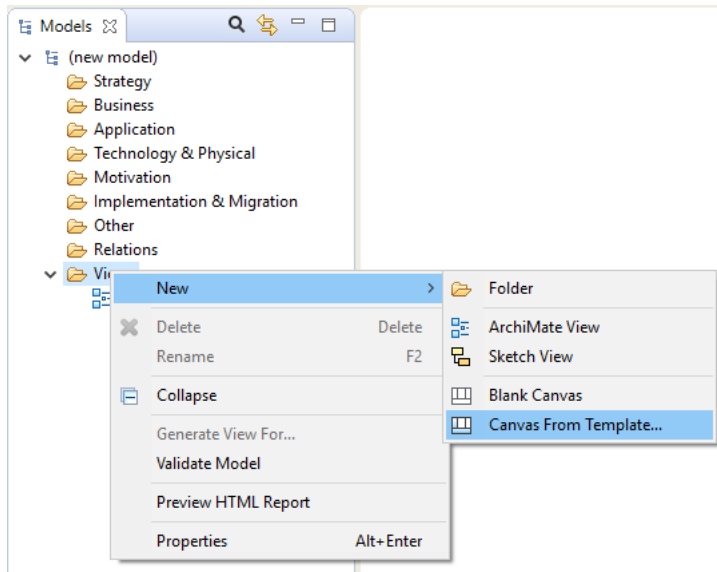 Models
(new model)
Strategy
Business
Application
Technology & Physical
Motivation
Implementation & Migration
Other
Relations
New
Delete Delete
Rename F2
Collapse
Generate View For...
Validate Model
Preview HTML Report
Properties Alt+Enter
Folder
ArchiMate View
Sketch View
Blank Canvas
Canvas From Template...